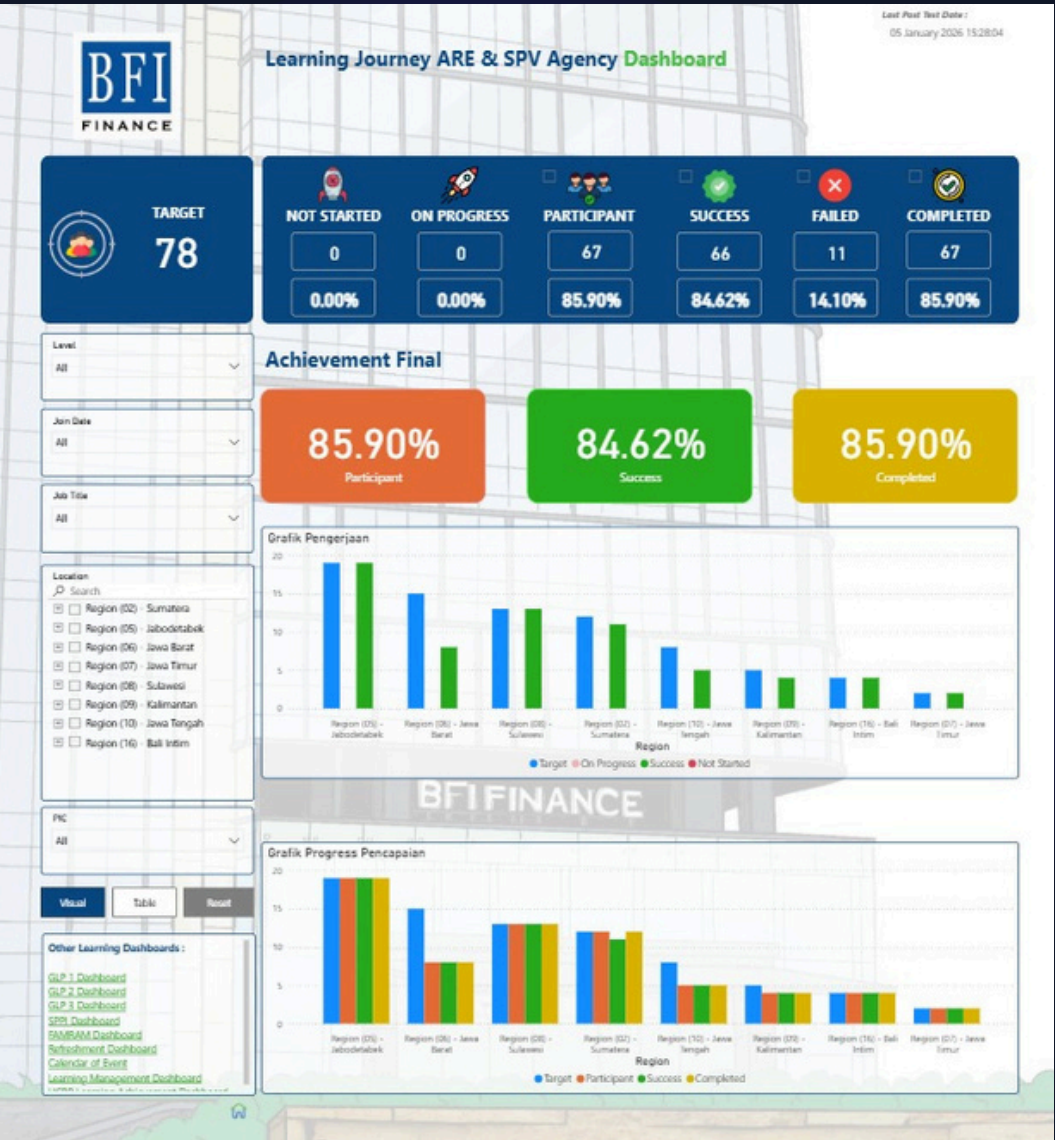 Last Post Test Date :
05 January 2026 15:28:04
BFI
FINANCE
Learning Journey ARE & SPV Agency Dashboard
TARGET
78
NOT STARTED
0
0.00%
ON PROGRESS
0
0.00%
PARTICIPANT
67
85.90%
SUCCESS
66
84.62%
FAILED
11
14.10%
COMPLETED
67
85.90%
Level
All
Join Date
All
Job Title
All
Location
Search
Region (02) - Sumatera
Region (05) - Jabodetabek
Region (06) - Jawa Barat
Region (07) - Jawa Timur
Region (08) - Sulawesi
Region (09) - Kalimantan
Region (10) - Jawa Tengah
Region (16) - Bali Intim
PIC
All
Visual
Table
Reset
Other Learning Dashboards :
GLP 1 Dashboard
GLP 2 Dashboard
GLP 3 Dashboard
SPPI Dashboard
FAMRAM Dashboard
Refreshment Dashboard
Calendar of Event
Learning Management Dashboard
Achievement Final
85.90%
Participant
84.62%
Success
85.90%
Completed
Grafik Pengerjaan
20
15
10
5
0
Region (05) -
Jabodetabek
Region (06) - Jawa
Barat
Region (08) -
Sulawesi
Region (02) -
Sumatera
Region (10) - Jawa
Tengah
Region (09) -
Kalimantan
Region (16) - Bali
Intim
Region (07) - Jawa
Timur
Region
Target On Progress Success Not Started
BFI FINANCE
Grafik Progress Pencapaian
20
15
10
5
0
Region (05) -
Jabodetabek
Region (06) - Jawa
Barat
Region (08) -
Sulawesi
Region (02) -
Sumatera
Region (10) - Jawa
Tengah
Region (09) -
Kalimantan
Region (16) - Bali
Intim
Region (07) - Jawa
Timur
Region
Target Participant Success Completed